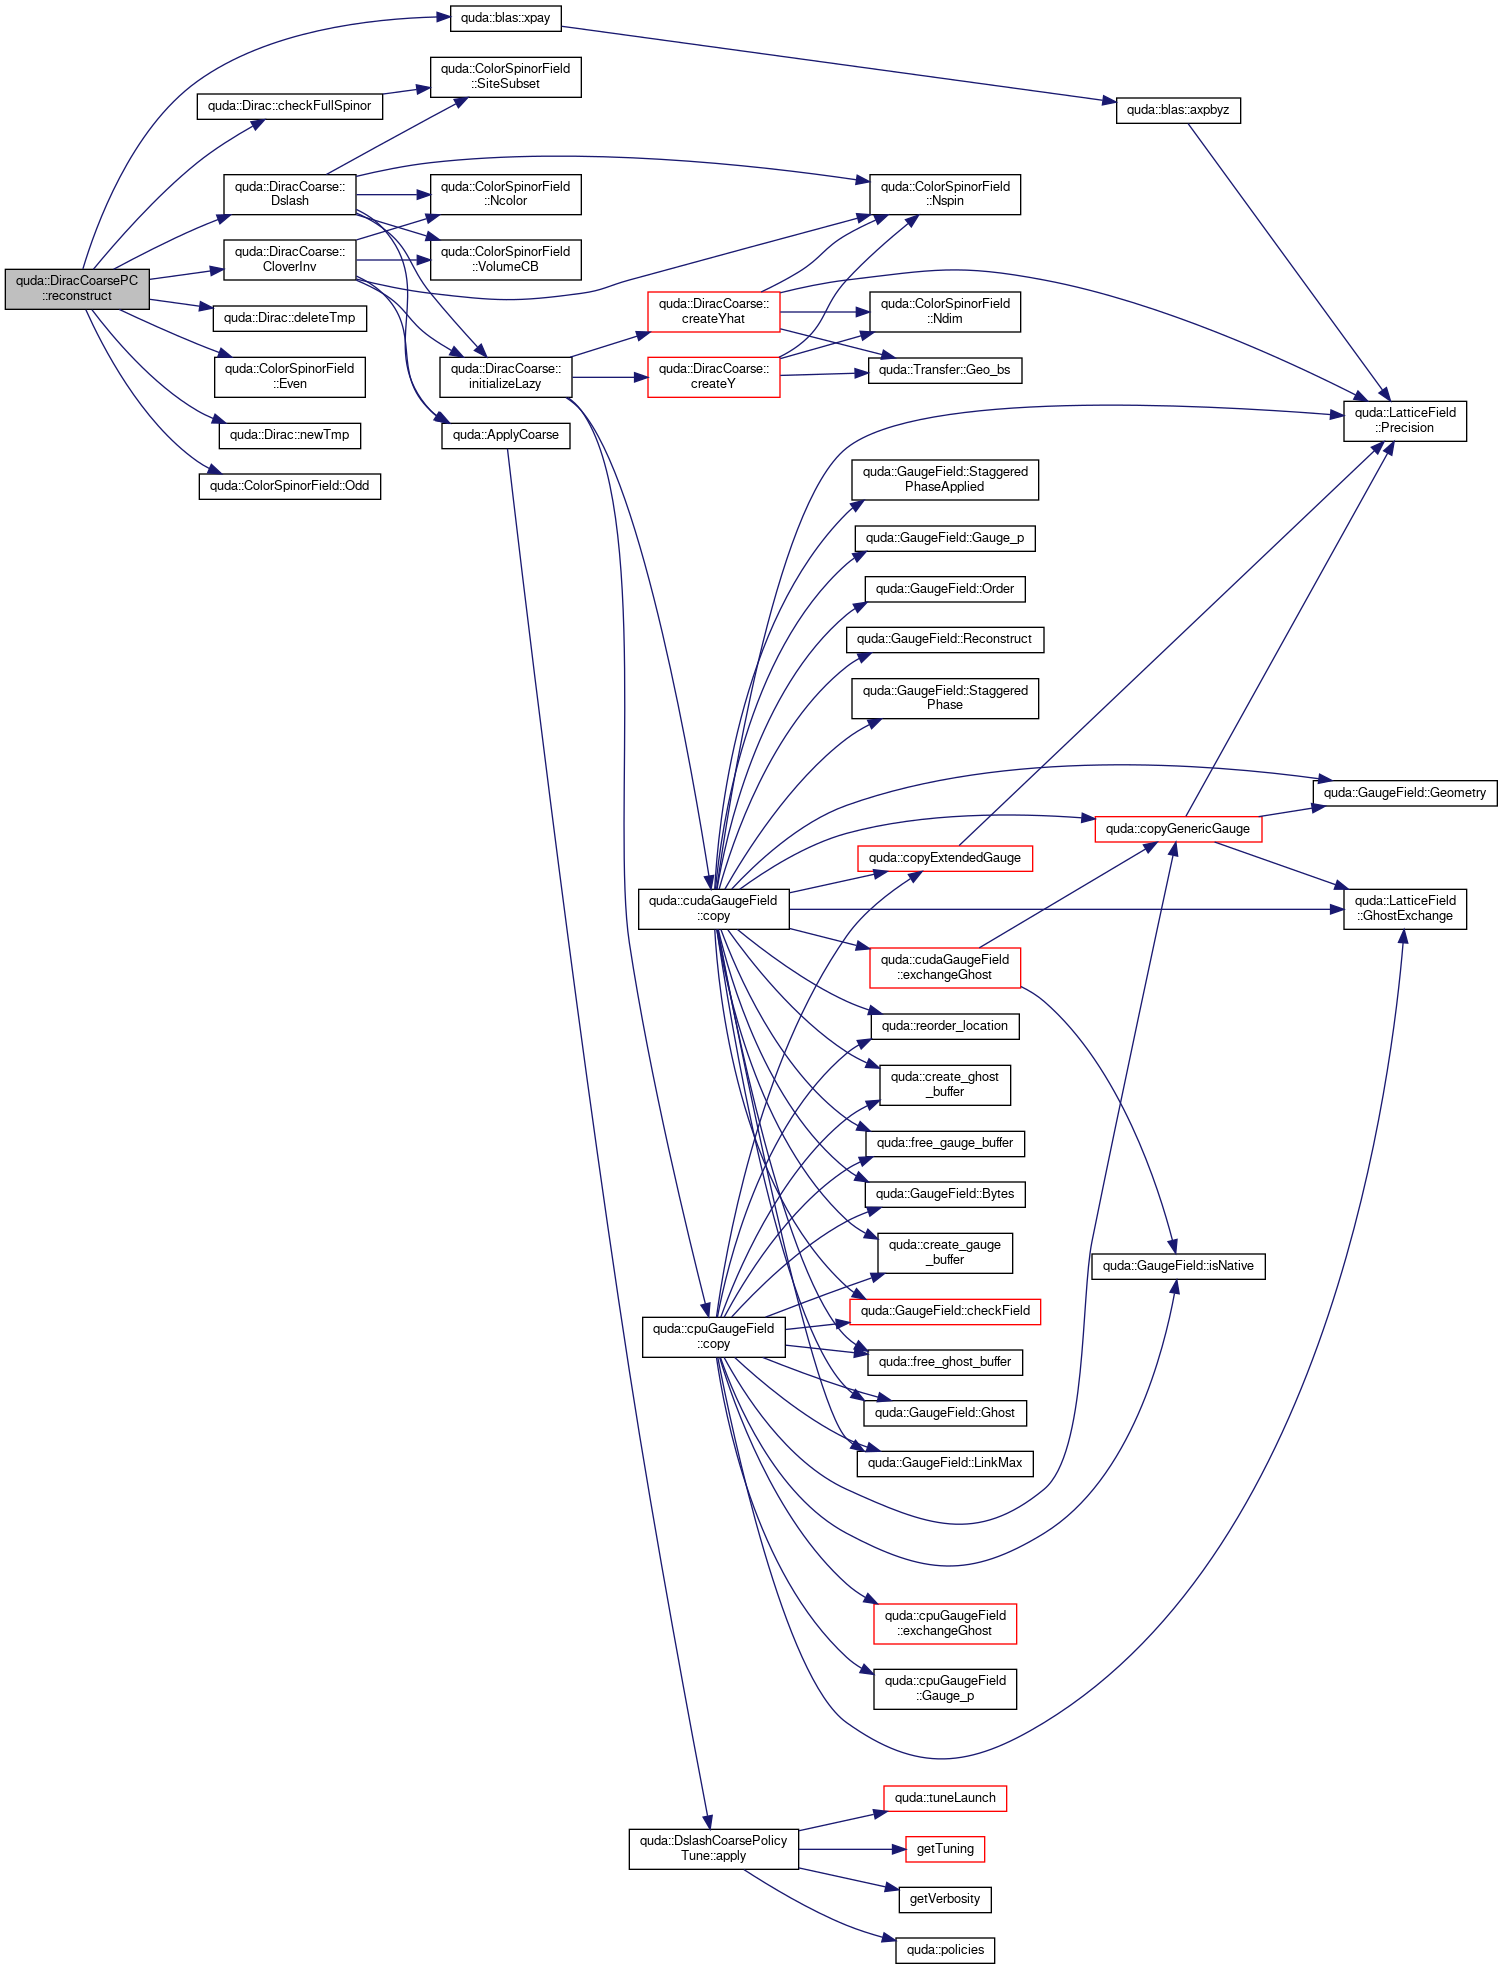 quda::blas::xpay
quda::ColorSpinorField
::SiteSubset
quda::Dirac::checkFullSpinor
quda::blas::axpbyz
quda::DiracCoarse::
Dslash
quda::ColorSpinorField
::Ncolor
quda::ColorSpinorField
::Nspin
quda::DiracCoarse::
CloverInv
quda::ColorSpinorField
::VolumeCB
quda::DiracCoarsePC
::reconstruct
quda::Dirac::deleteTmp
quda::DiracCoarse::
createYhat
quda::ColorSpinorField
::Ndim
quda::ColorSpinorField
::Even
quda::DiracCoarse::
initializeLazy
quda::DiracCoarse::
createY
quda::Transfer::Geo_bs
quda::Dirac::newTmp
quda::ApplyCoarse
quda::LatticeField
::Precision
quda::ColorSpinorField::Odd
quda::GaugeField::Staggered
PhaseApplied
quda::GaugeField::Gauge_p
quda::GaugeField::Order
quda::GaugeField::Reconstruct
quda::GaugeField::Staggered
Phase
quda::GaugeField::Geometry
quda::copyGenericGauge
quda::copyExtendedGauge
quda::cudaGaugeField
::copy
quda::LatticeField
::GhostExchange
quda::cudaGaugeField
::exchangeGhost
quda::reorder_location
quda::create_ghost
_buffer
quda::free_gauge_buffer
quda::GaugeField::Bytes
quda::create_gauge
_buffer
quda::GaugeField::isNative
quda::GaugeField::checkField
quda::cpuGaugeField
::copy
quda::free_ghost_buffer
quda::GaugeField::Ghost
quda::GaugeField::LinkMax
quda::cpuGaugeField
::exchangeGhost
quda::cpuGaugeField
::Gauge_p
quda::tuneLaunch
quda::DslashCoarsePolicy
Tune::apply
getTuning
getVerbosity
quda::policies